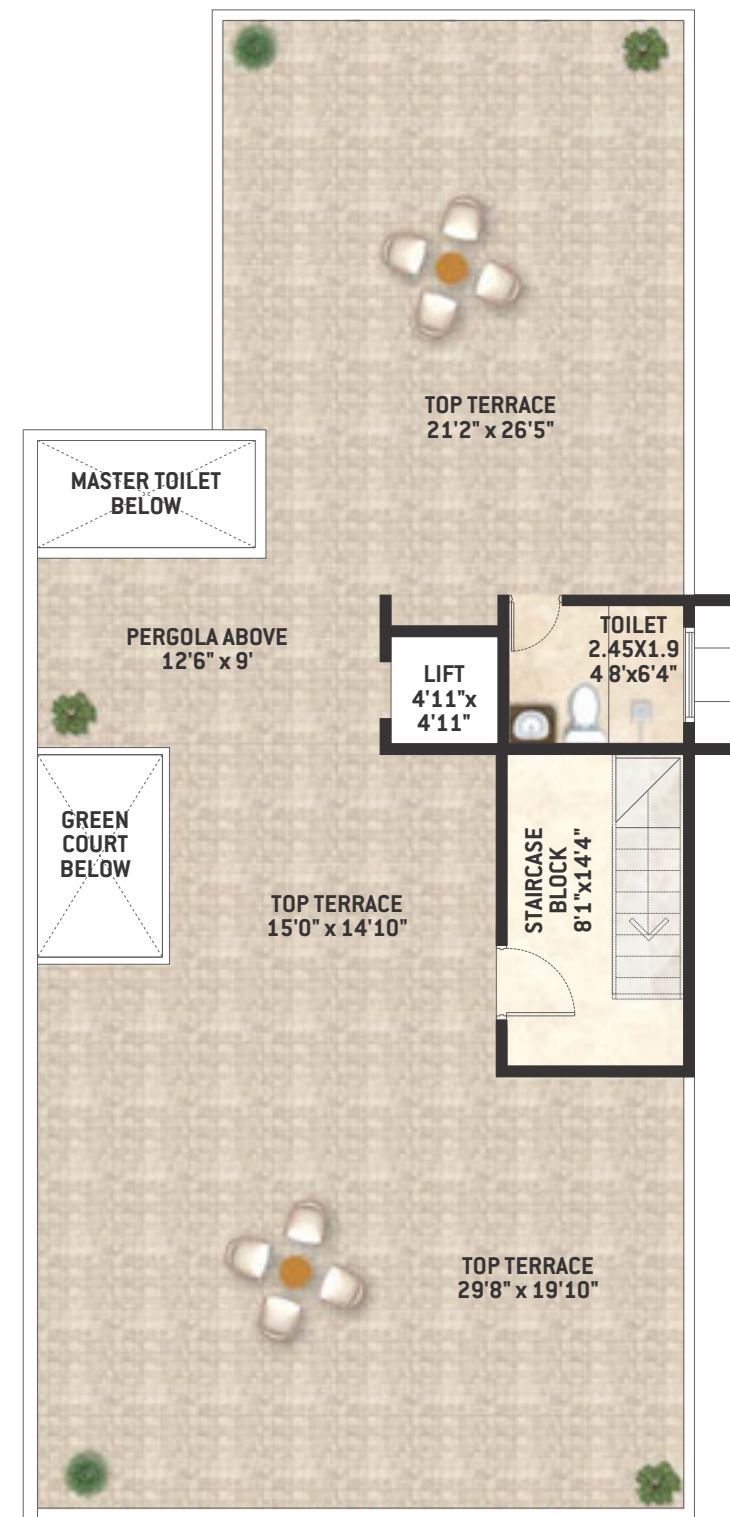 TOP TERRACE
21'2" x 26'5"
MASTER TOILET
BELOW
PERGOLA ABOVE
12'6" x 9'
TOILET
2.45X1.9
4 8'x6'4"
LIFT
4'11"x
4'11"
GREEN
COURT
BELOW
STAIRCASE
BLOCK
8'1"x14'4"
TOP TERRACE
15'0" x 14'10"
TOP TERRACE
29'8" x 19'10"